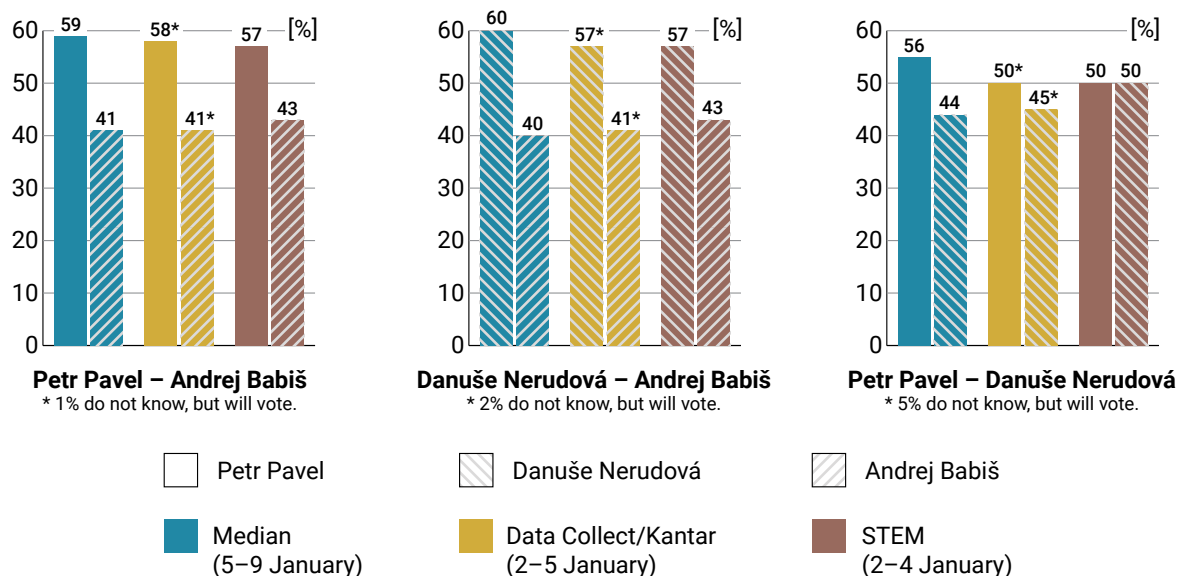 60 59 58* 57 [%]
50
40 41 41* 43
30
20
10
0
Petr Pavel – Andrej Babiš
* 1% do not know, but will vote.
60 60 57* 57 [%]
50
40 40 41* 43
30
20
10
0
Danuše Nerudová – Andrej Babiš
* 2% do not know, but will vote.
60 56 [%]
50 50* 50 50
40 44 45*
30
20
10
0
Petr Pavel – Danuše Nerudová
* 5% do not know, but will vote.
Petr Pavel
Danuše Nerudová
Andrej Babiš
Median
(5–9 January)
Data Collect/Kantar
(2–5 January)
STEM
(2–4 January)